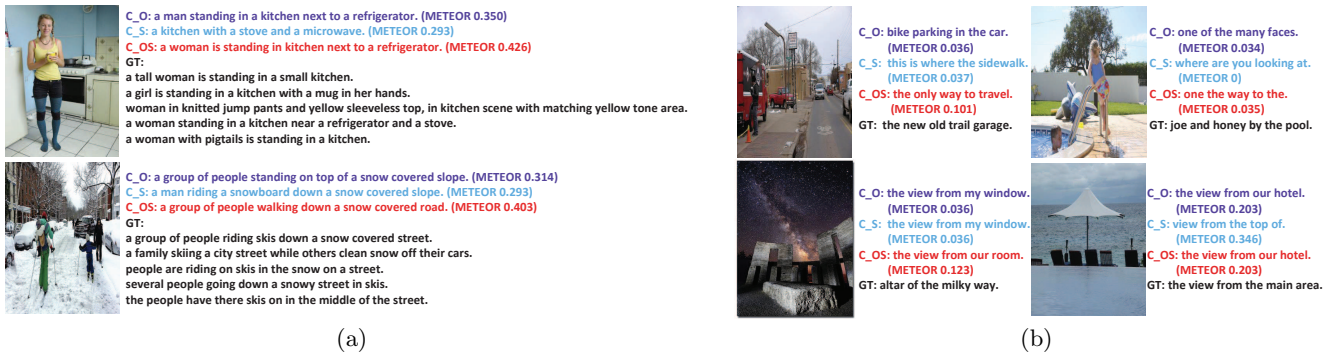 C_O: a man standing in a kitchen next to a refrigerator. (METEOR 0.350)
C_S: a kitchen with a stove and a microwave. (METEOR 0.293)
C_OS: a woman is standing in kitchen next to a refrigerator. (METEOR 0.426)
GT:
a tall woman is standing in a small kitchen.
a girl is standing in a kitchen with a mug in her hands.
woman in knitted jump pants and yellow sleeveless top, in kitchen scene with matching yellow tone area.
a woman standing in a kitchen near a refrigerator and a stove.
a woman with pigtails is standing in a kitchen.
C_O: a group of people standing on top of a snow covered slope. (METEOR 0.314)
C_S: a man riding a snowboard down a snow covered slope. (METEOR 0.293)
C_OS: a group of people walking down a snow covered road. (METEOR 0.403)
GT:
a group of people riding skis down a snow covered street.
a family skiing a city street while others clean snow off their cars.
people are riding on skis in the snow on a street.
several people going down a snowy street in skis.
the people have there skis on in the middle of the street.
(a)
C_O: bike parking in the car.
(METEOR 0.036)
C_S: this is where the sidewalk.
(METEOR 0.037)
C_OS: the only way to travel.
(METEOR 0.101)
GT: the new old trail garage.
C_O: one of the many faces.
(METEOR 0.034)
C_S: where are you looking at.
(METEOR 0)
C_OS: one the way to the.
(METEOR 0.035)
GT: joe and honey by the pool.
C_O: the view from my window.
(METEOR 0.036)
C_S: the view from my window.
(METEOR 0.036)
C_OS: the view from our room.
(METEOR 0.123)
GT: altar of the milky way.
C_O: the view from our hotel.
(METEOR 0.203)
C_S: view from the top of.
(METEOR 0.346)
C_OS: the view from our hotel.
(METEOR 0.203)
GT: the view from the main area.
(b)